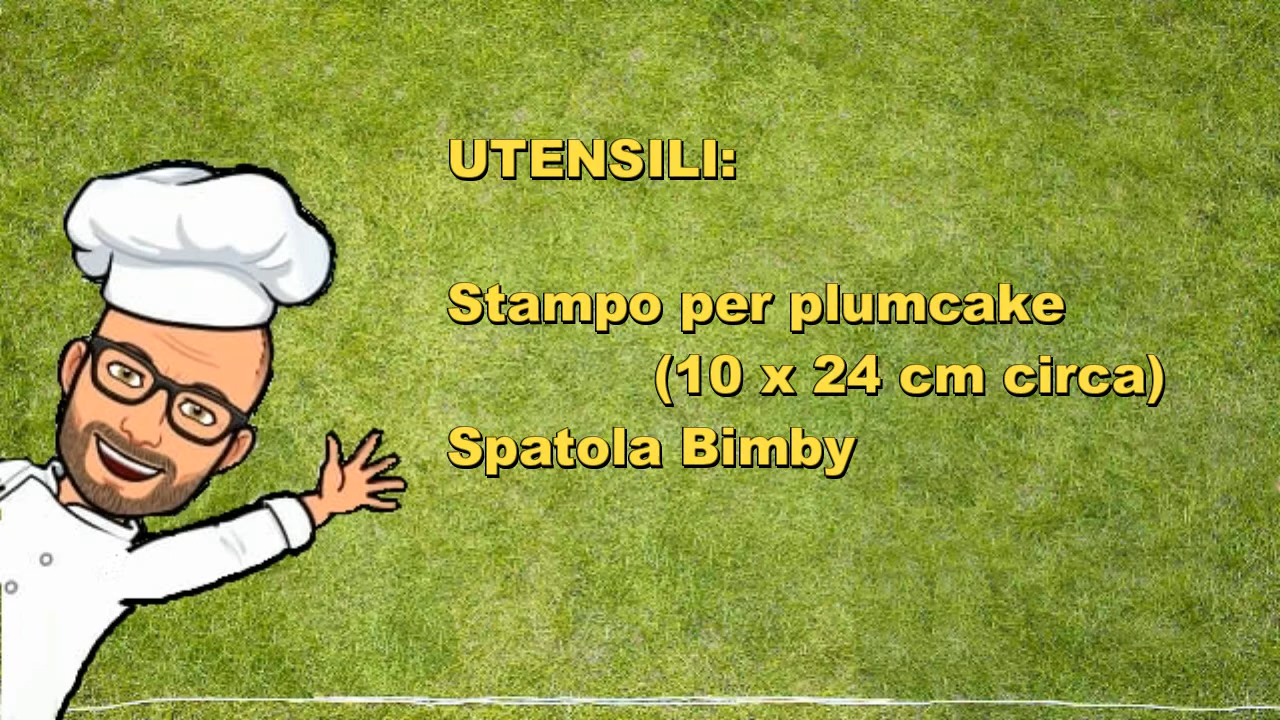 UTENSILI:
Stampo per plumcake
(10 x 24 cm circa)
Spatola Bimby